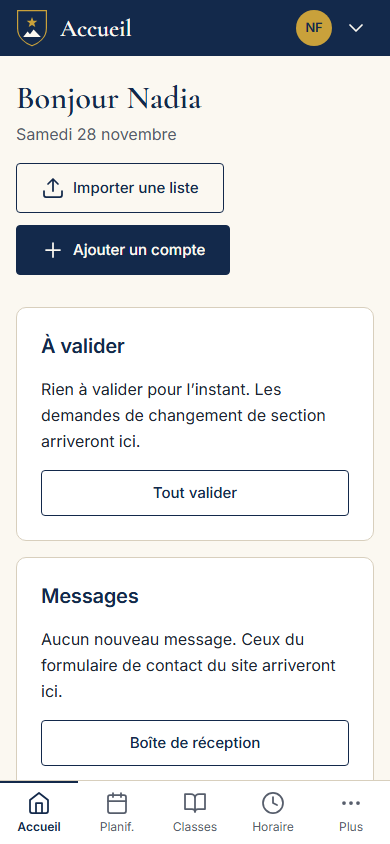 Accueil
NF
Bonjour Nadia
Samedi 28 novembre
Importer une liste
Ajouter un compte
À valider
Rien à valider pour l’instant. Les
demandes de changement de section
arriveront ici.
Tout valider
Messages
Aucun nouveau message. Ceux du
formulaire de contact du site arriveront
ici.
Boîte de réception
Accueil
Planif.
Classes
Horaire
Plus